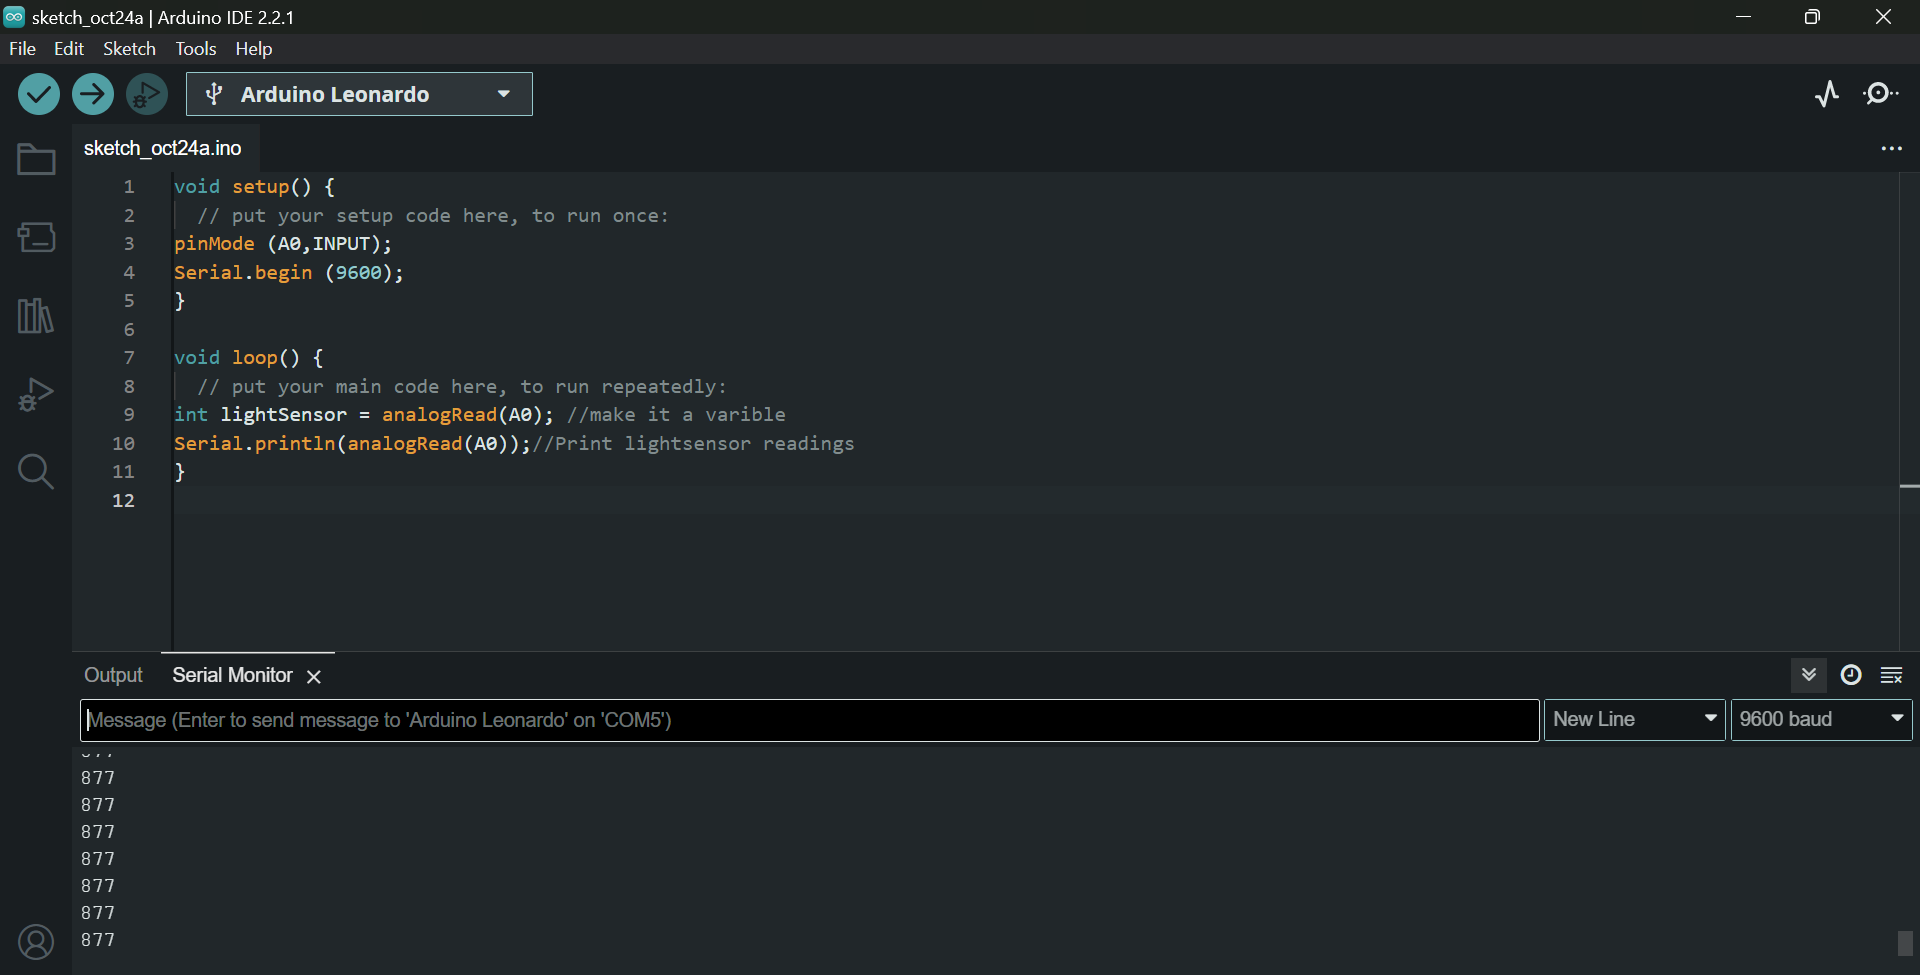 sketch_oct24a | Arduino IDE 2.2.1
File Edit Sketch Tools Help
Arduino Leonardo
sketch_oct24a.ino
1 void setup() {
2 // put your setup code here, to run once:
3 pinMode (A0,INPUT);
4 Serial.begin (9600);
5 }
6
7 void loop() {
8 // put your main code here, to run repeatedly:
9 int lightSensor = analogRead(A0); //make it a varible
10 Serial.println(analogRead(A0));//Print lightsensor readings
11 }
12
Output Serial Monitor
Message (Enter to send message to 'Arduino Leonardo' on 'COM5') New Line 9600 baud
877
877
877
877
877
877
877